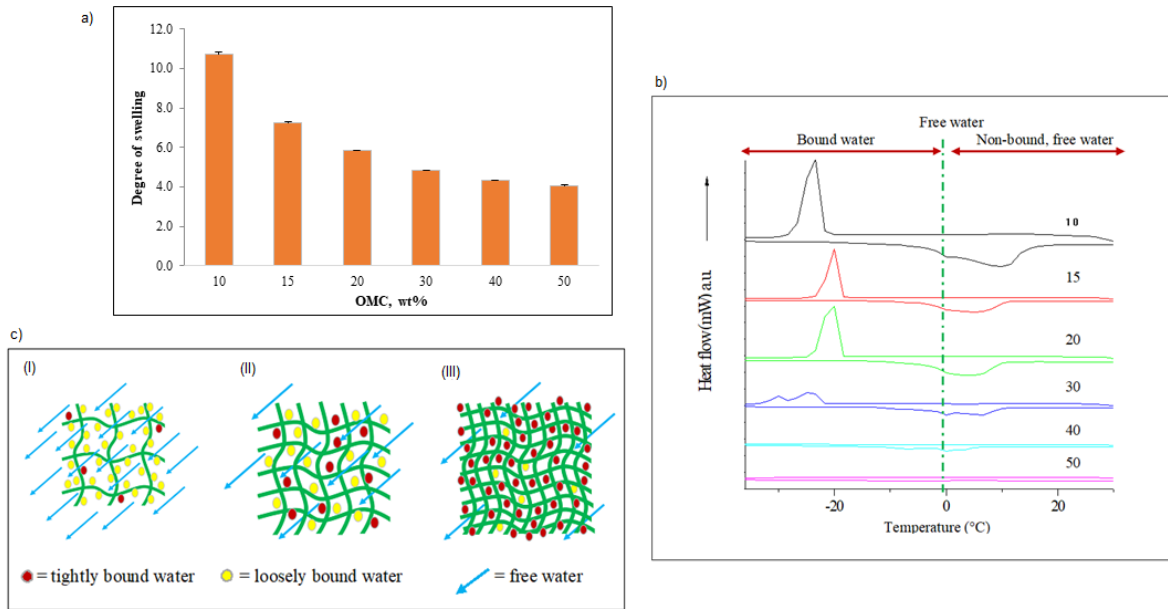 a)
12.0
10.0
8.0
6.0
4.0
2.0
0.0
Degree of swelling
10 15 20 30 40 50
OMC, wt%
b)
Free water
Bound water Non-bound, free water
Heat flow(mW) a.u.
10
15
20
30
40
50
-20 0 20
Temperature (°C)
c)
(I) (II) (III)
= tightly bound water = loosely bound water = free water